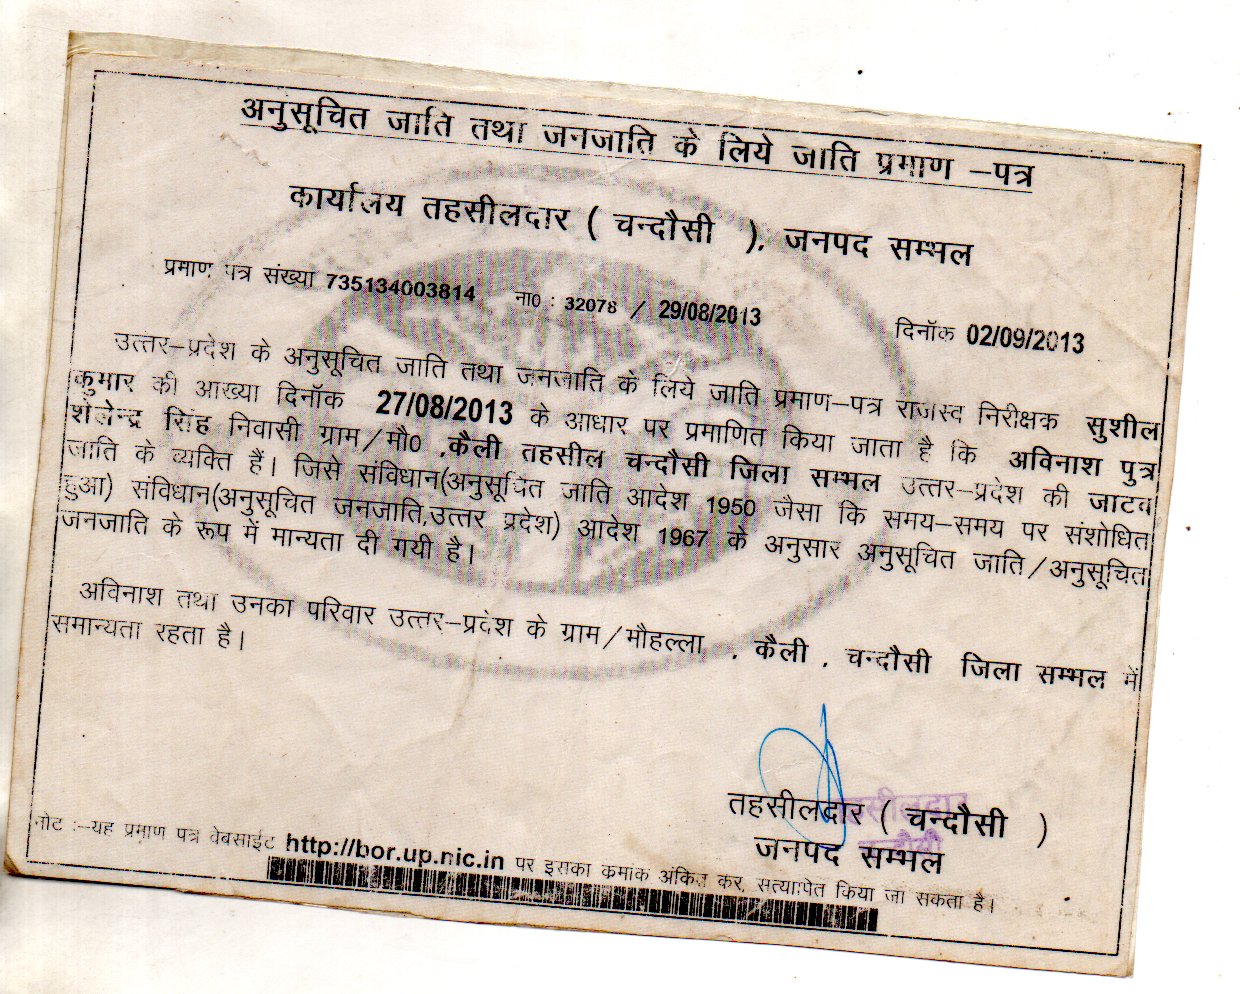 अनुसूचित जाति तथा जनजाति के लिये जाति प्रमाण –पत्र
कार्यालय तहसीलदार ( चन्दौसी ), जनपद सम्भल
प्रमाण पत्र संख्या 735134003814 ना0 : 32078 / 29/08/2013
दिनॉक 02/09/2013
उत्तर–प्रदेश के अनुसूचित जाति तथा जनजाति के लिये जाति प्रमाण–पत्र राजस्व निरीक्षक सुशील
कुमार की आख्या दिनॉक 27/08/2013 के आधार पर प्रमाणित किया जाता है कि अविनाश पुत्र
शेलेन्द्र सिंह निवासी ग्राम/मौ0 ,कैली तहसील चन्दौसी जिला सम्भल उत्तर–प्रदेश की जाटव
जाति के व्यक्ति हैं। जिसे संविधान(अनुसूचित जाति आदेश 1950 जैसा कि समय–समय पर संशोधित
हुआ) संविधान(अनुसूचित जनजाति,उत्तर प्रदेश) आदेश 1967 के अनुसार अनुसूचित जाति/अनुसूचित
जनजाति के रूप में मान्यता दी गयी है।
अविनाश तथा उनका परिवार उत्तर–प्रदेश के ग्राम/मौहल्ला , कैली , चन्दौसी जिला सम्भल में
समान्यता रहता है।
तहसीलदार
चन्दौसी
तहसीलदार ( चन्दौसी )
जनपद सम्भल
नोट :–यह प्रमाण पत्र वेबसाईट http://bor.up.nic.in पर इसका कमांक अंकित कर, सत्यापित किया जा सकता है।